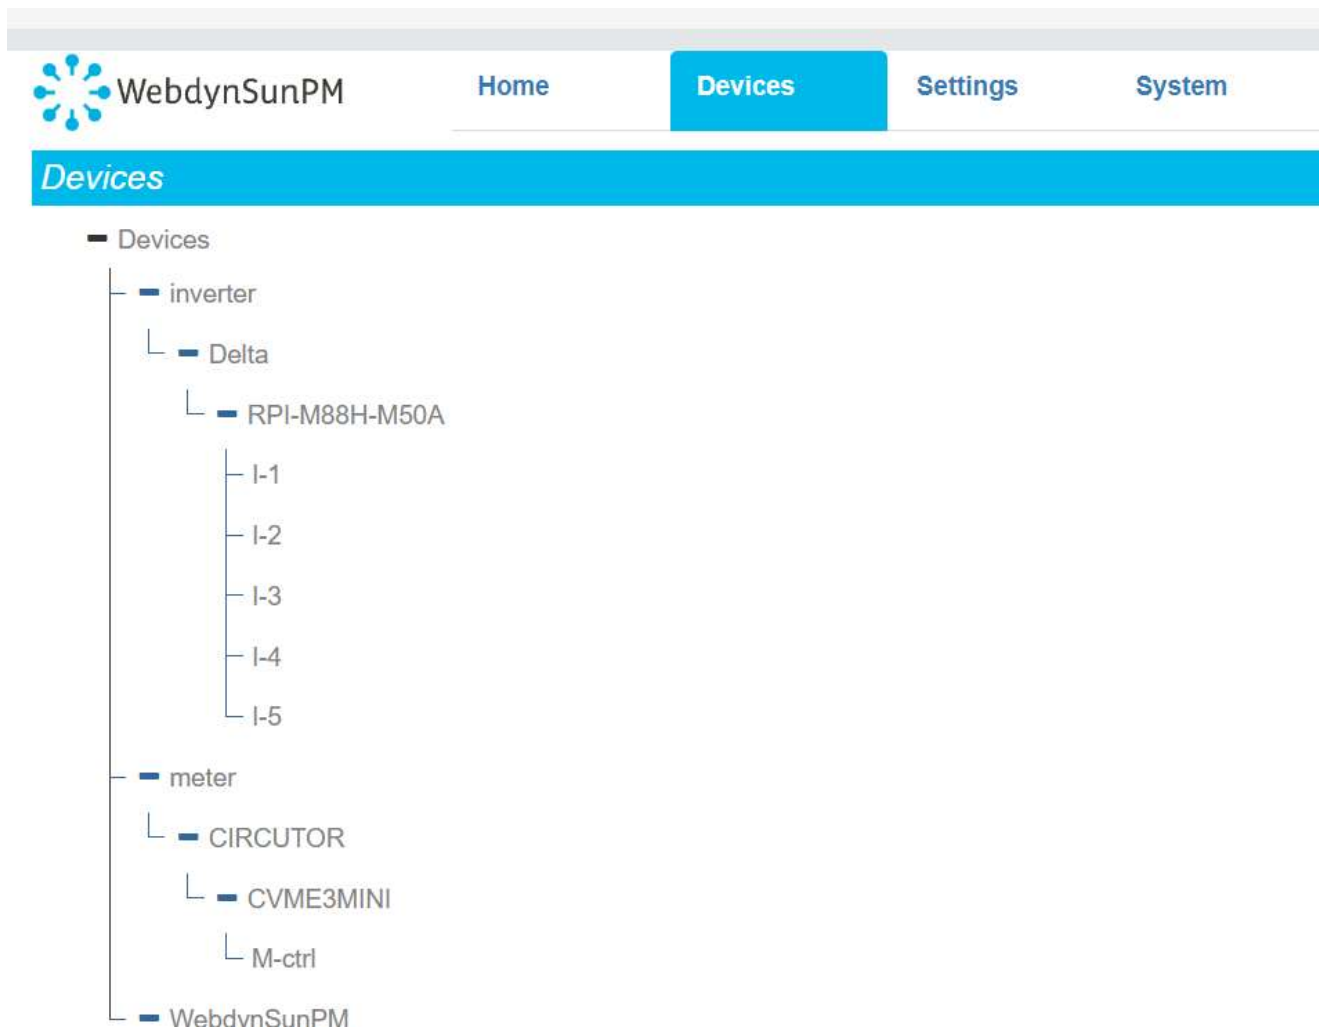 WebdynSunPM Home Devices Settings System
Devices
Devices
inverter
Delta
RPI-M88H-M50A
I-1
I-2
I-3
I-4
I-5
meter
CIRCUTOR
CVME3MINI
M-ctrl
WebdynSunPM